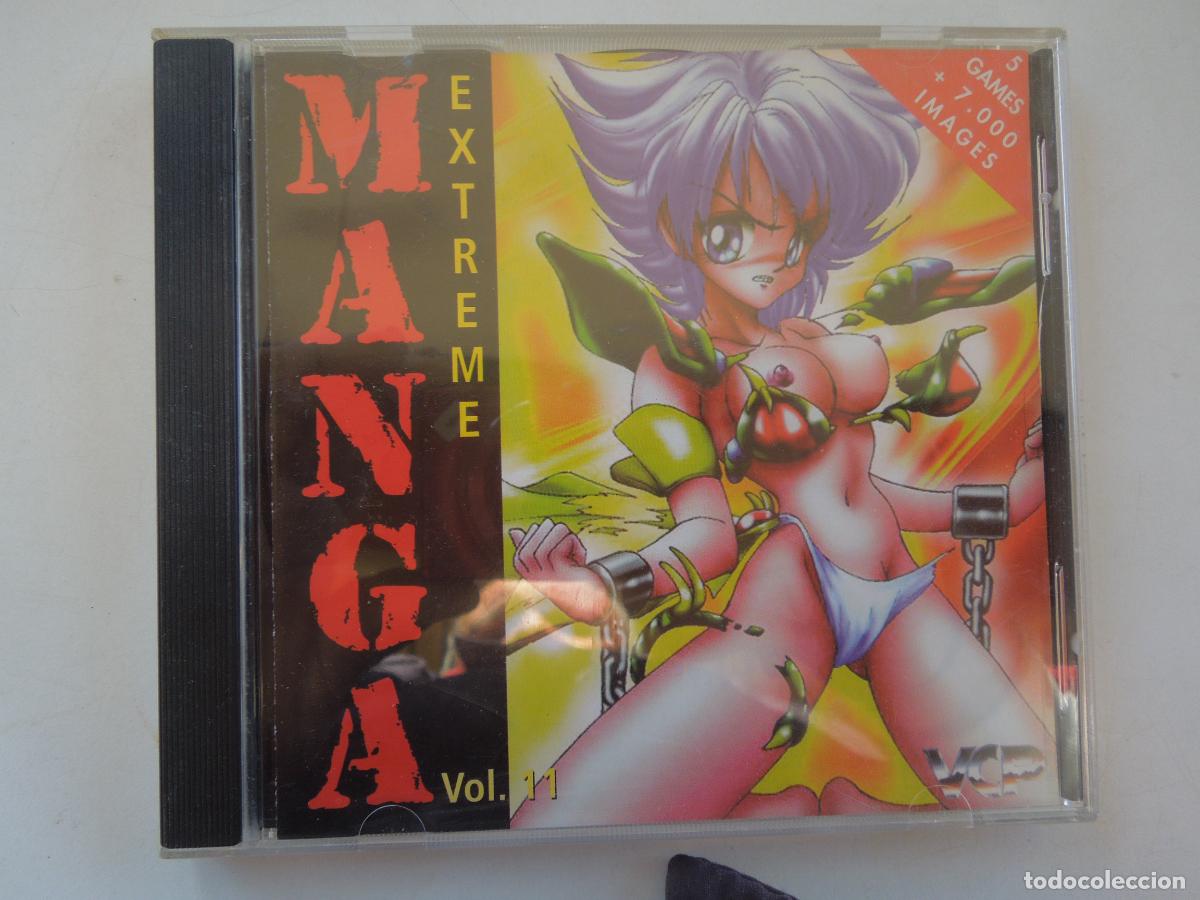 MANGA
EXTREME
Vol. 11
5
GAMES
+ 7.000
IMAGES
VCP
todocoleccion